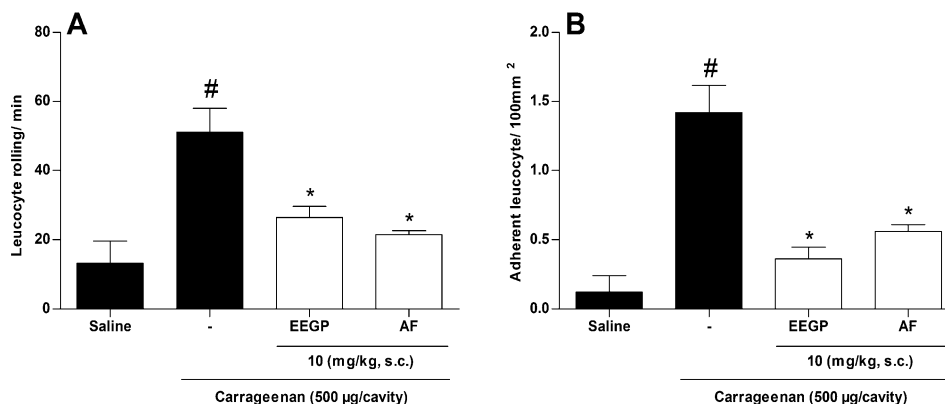 A
Leucocyte rolling/ min
80
60
40
20
0
#
*
*
Saline
-
EEGP
AF
10 (mg/kg, s.c.)
Carrageenan (500 µg/cavity)
B
Adherent leucocyte/ 100mm ²
2.0
1.5
1.0
0.5
0.0
#
*
*
Saline
-
EEGP
AF
10 (mg/kg, s.c.)
Carrageenan (500 µg/cavity)